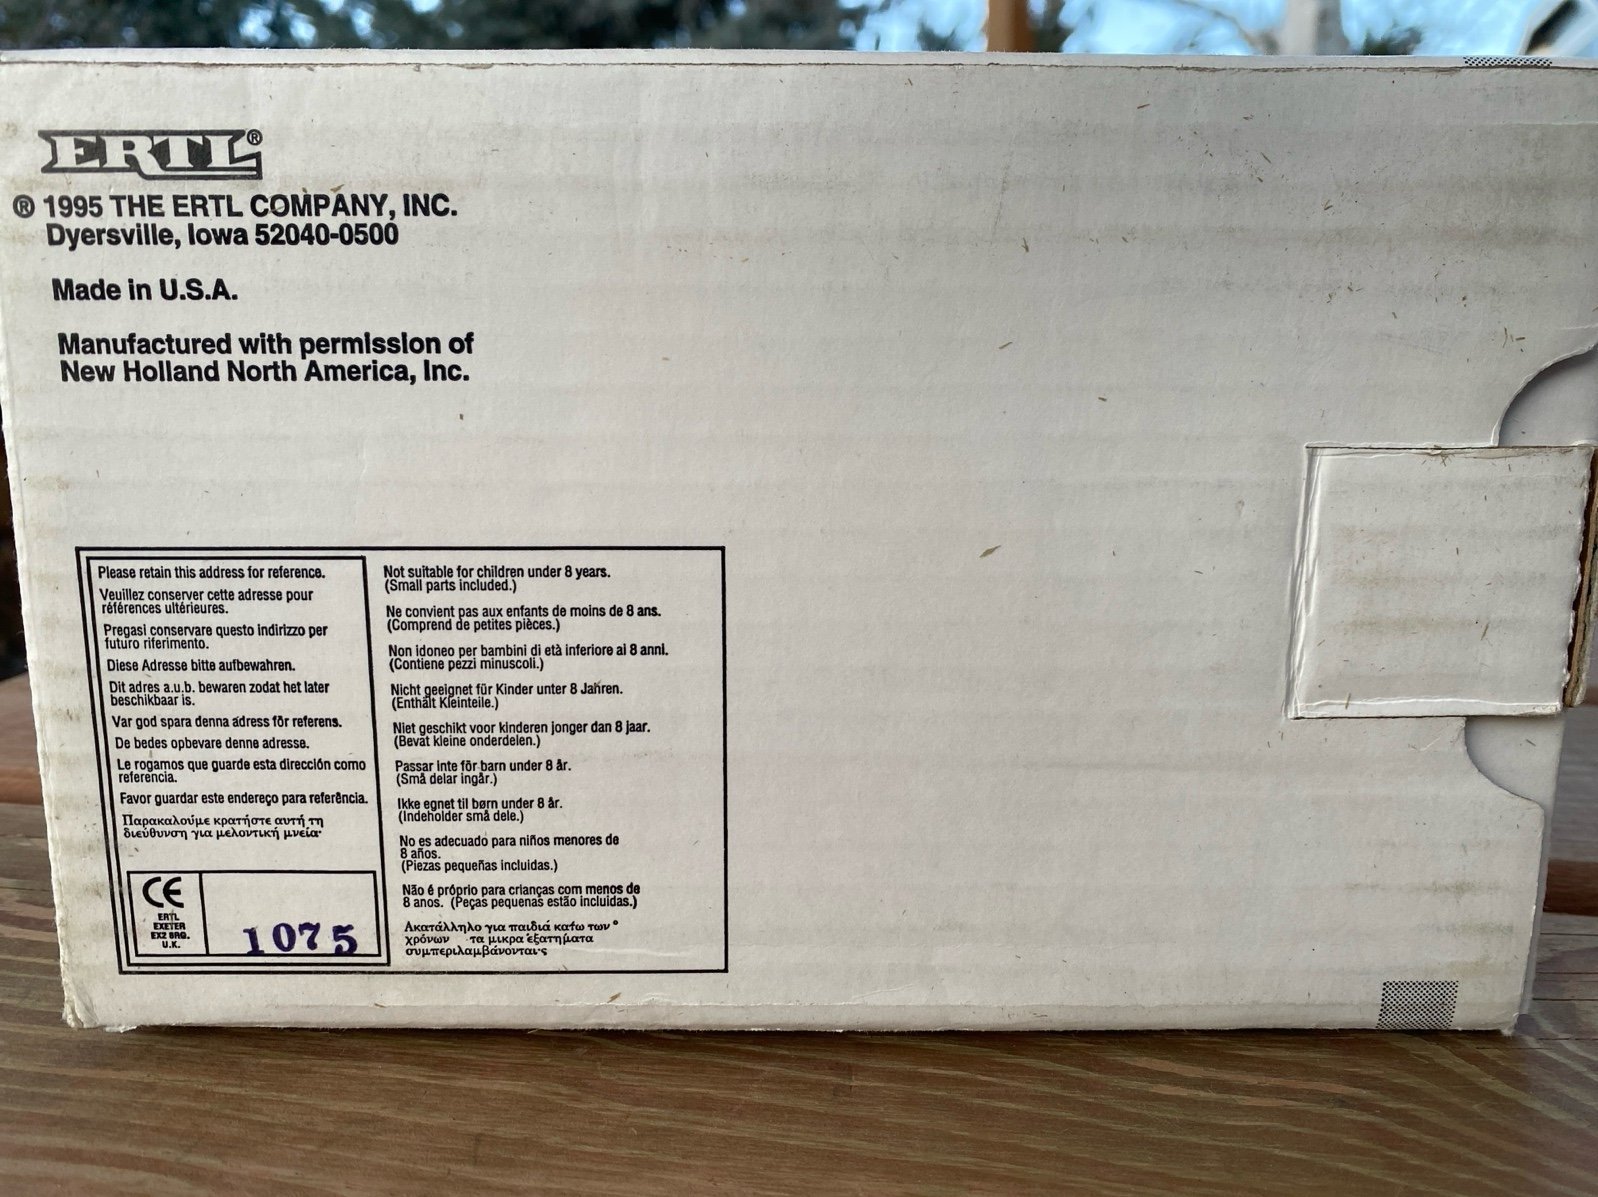 ERTL®
® 1995 THE ERTL COMPANY, INC.
Dyersville, Iowa 52040-0500
Made in U.S.A.
Manufactured with permission of
New Holland North America, Inc.
Please retain this address for reference.
Veuillez conserver cette adresse pour
références ultérieures.
Pregasi conservare questo indirizzo per
futuro riferimento.
Diese Adresse bitte aufbewahren.
Dit adres a.u.b. bewaren zodat het later
beschikbaar is.
Var god spara denna adress för referens.
De bedes opbevare denne adresse.
Le rogamos que guarde esta dirección como
referencia.
Favor guardar este endereço para referência.
Παρακαλούμε κρατήστε αυτή τη
διεύθυνση για μελοντική μνεία·
CE
ERTL
EXETER
EX2 8RQ.
U.K.
1075
Not suitable for children under 8 years.
(Small parts included.)
Ne convient pas aux enfants de moins de 8 ans.
(Comprend de petites pièces.)
Non idoneo per bambini di età inferiore ai 8 anni.
(Contiene pezzi minuscoli.)
Nicht geeignet für Kinder unter 8 Jahren.
(Enthält Kleinteile.)
Niet geschikt voor kinderen jonger dan 8 jaar.
(Bevat kleine onderdelen.)
Passar inte för barn under 8 år.
(Små delar ingår.)
Ikke egnet til børn under 8 år.
(Indeholder små dele.)
No es adecuado para niños menores de
8 años.
(Piezas pequeñas incluidas.)
Não é próprio para crianças com menos de
8 anos. (Peças pequenas estão incluidas.)
Ακατάλληλο για παιδιά κατω των
χρόνων τα μικρα έξατηματα
συμπεριλαμβάνονται·ς